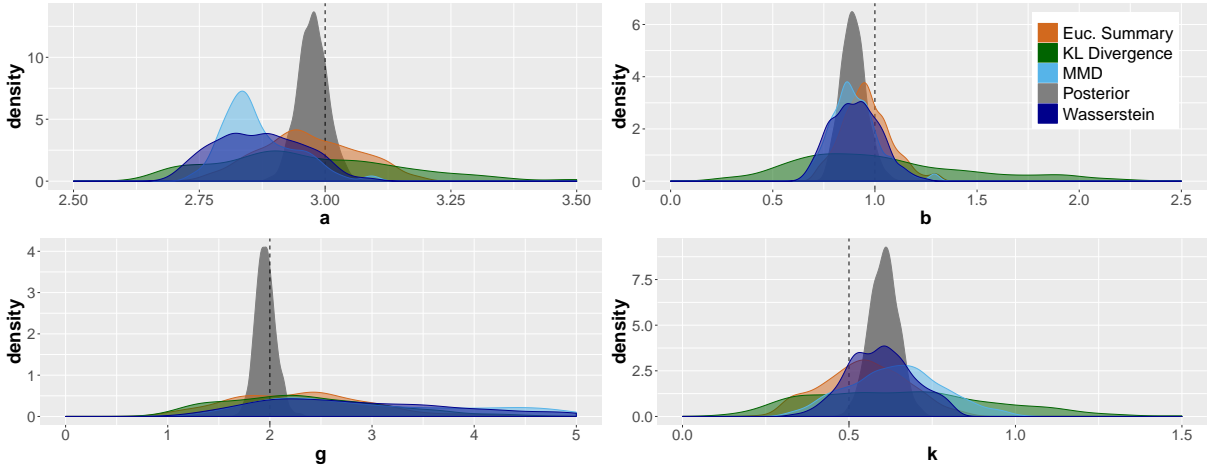 density
10
5
0
2.50 2.75 3.00 3.25 3.50
a
density
6
4
2
0
0.0 0.5 1.0 1.5 2.0 2.5
b
Euc. Summary
KL Divergence
MMD
Posterior
Wasserstein
density
4
3
2
1
0
0 1 2 3 4 5
g
density
7.5
5.0
2.5
0.0
0.0 0.5 1.0 1.5
k